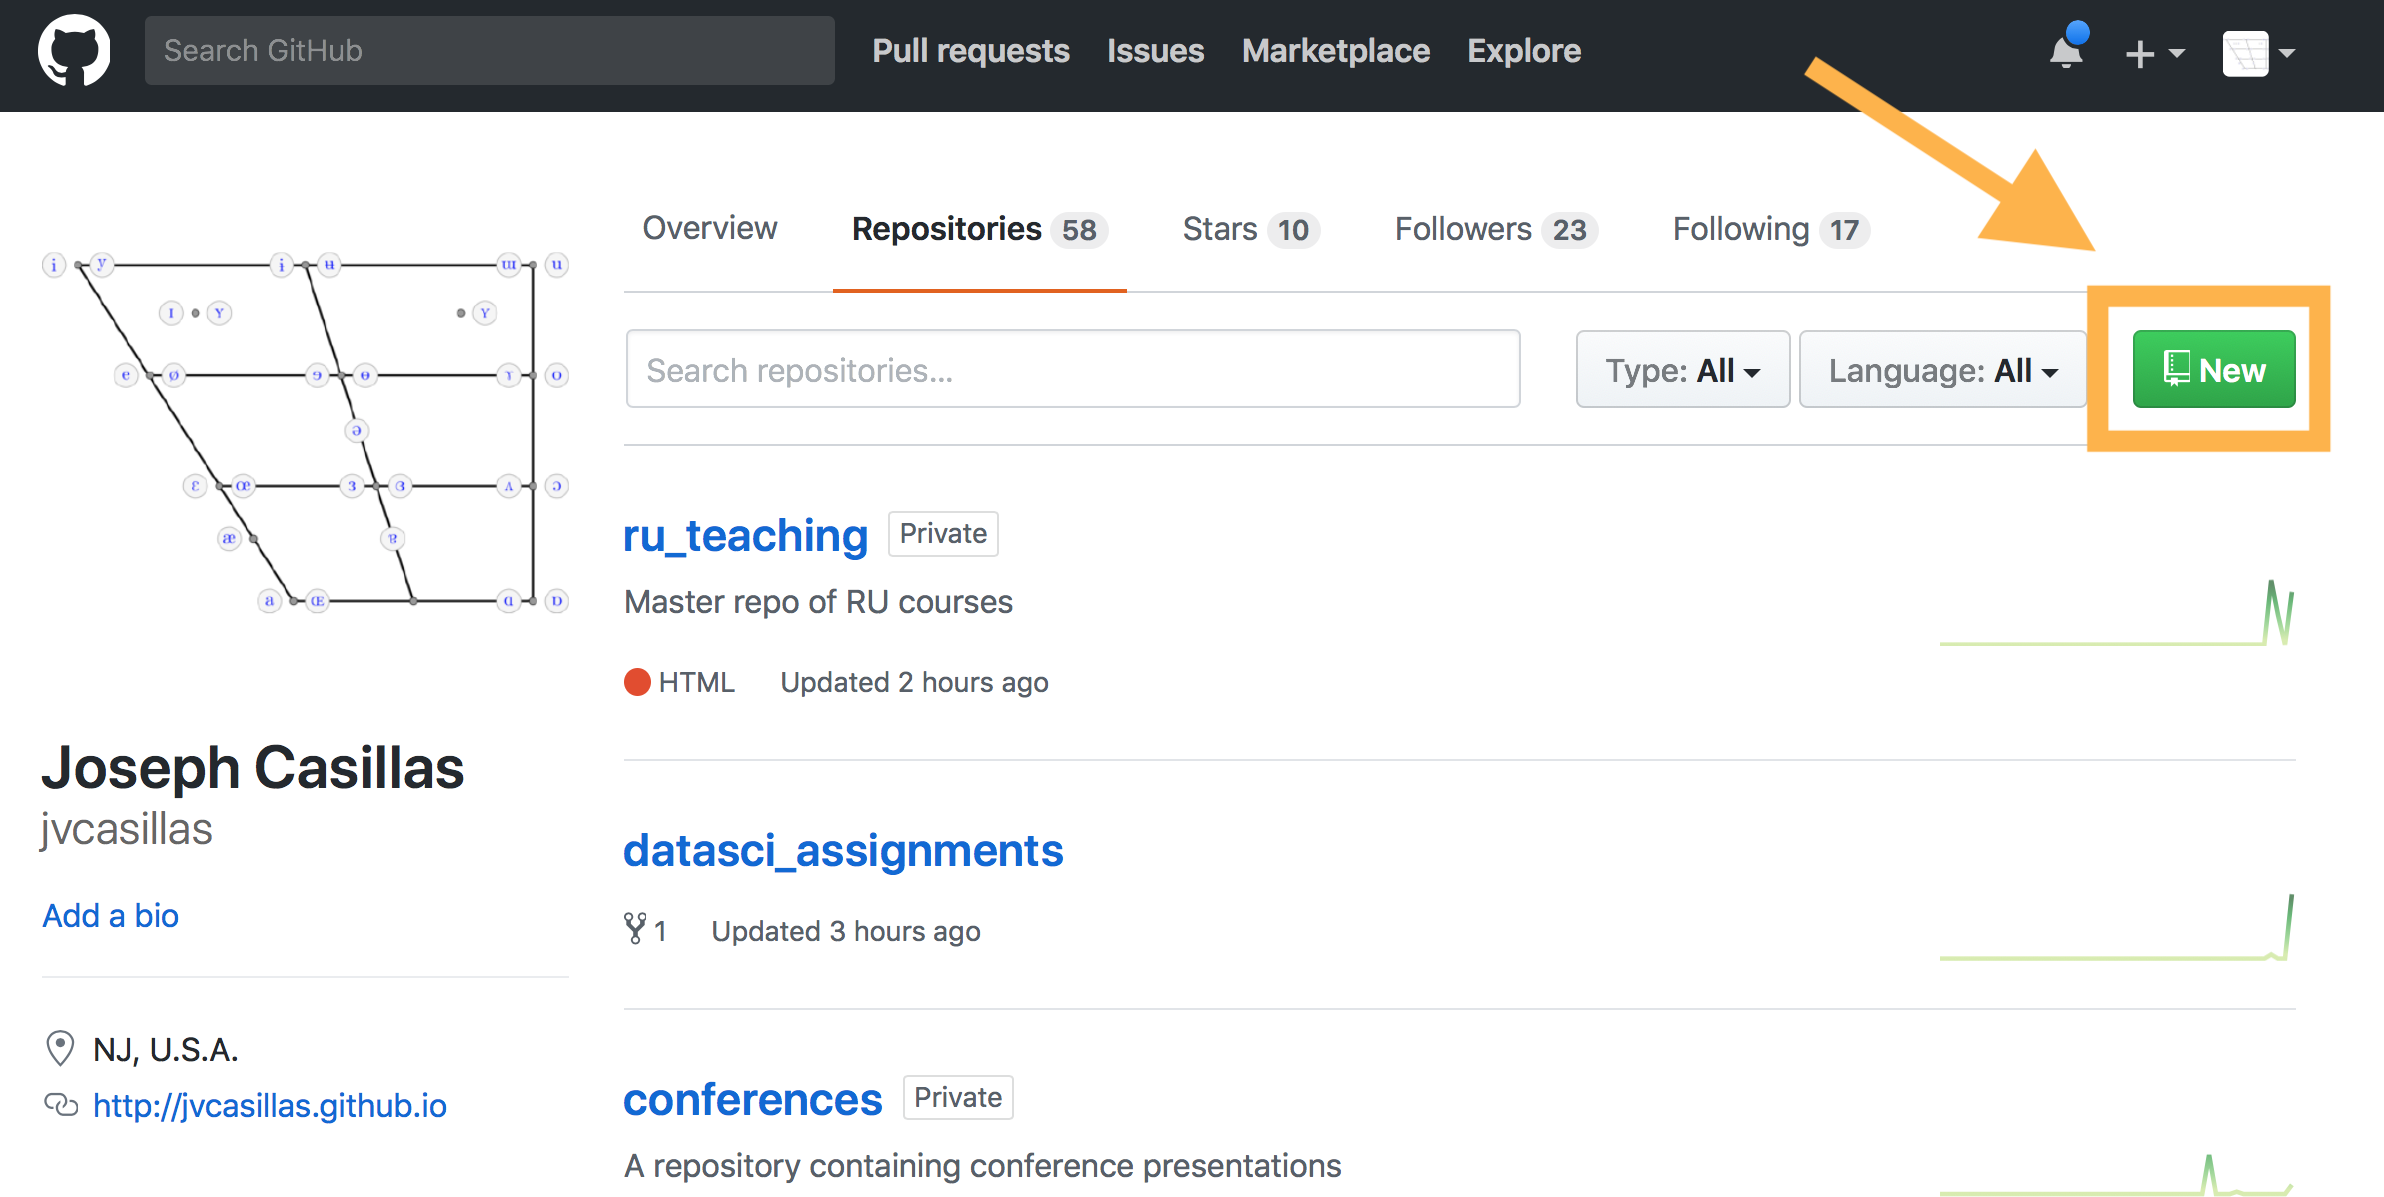 Search GitHub
Pull requests Issues Marketplace Explore
Overview Repositories 58 Stars 10 Followers 23 Following 17
i y ɨ ʉ ɯ u
ɪ ʏ
e ø ɘ ɵ ɤ o
ə
ɛ œ ɜ ɞ ʌ ɔ
æ ɐ
a ɶ ɑ ɒ
Search repositories...
Type: All Language: All New
ru_teaching Private
Master repo of RU courses
HTML Updated 2 hours ago
datasci_assignments
1 Updated 3 hours ago
conferences Private
A repository containing conference presentations
Joseph Casillas
jvcasillas
Add a bio
NJ, U.S.A.
http://jvcasillas.github.io